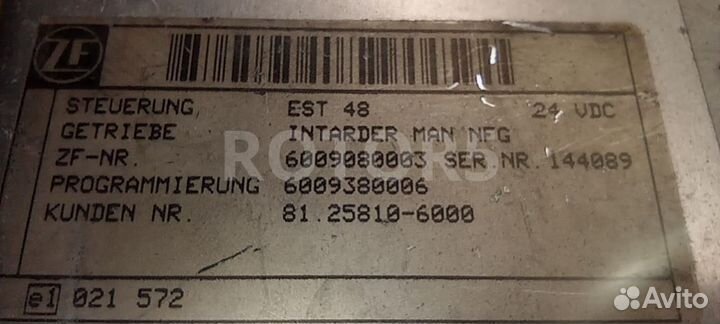 ZF
STEUERUNG EST 48 24 VDC
GETRIEBE INTARDER MAN NFG
ZF-NR. 6009080003 SER NR. 144089
ROTORS
PROGRAMMIERUNG 6009380006
KUNDEN NR. 81.25810-6000
e1 021 572
Avito